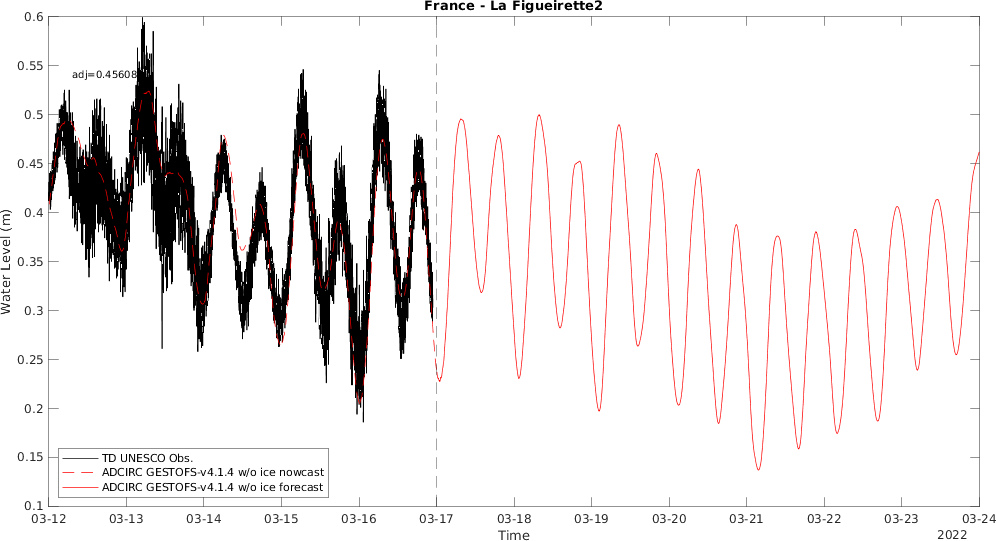 France - La Figueirette2
0.6
0.55
0.5
0.45
0.4
0.35
0.3
0.25
0.2
0.15
0.1
Water Level (m)
adj=0.45608
TD UNESCO Obs.
ADCIRC GESTOFS-v4.1.4 w/o ice nowcast
ADCIRC GESTOFS-v4.1.4 w/o ice forecast
03-12 03-13 03-14 03-15 03-16 03-17 03-18 03-19 03-20 03-21 03-22 03-23 03-24
Time
2022